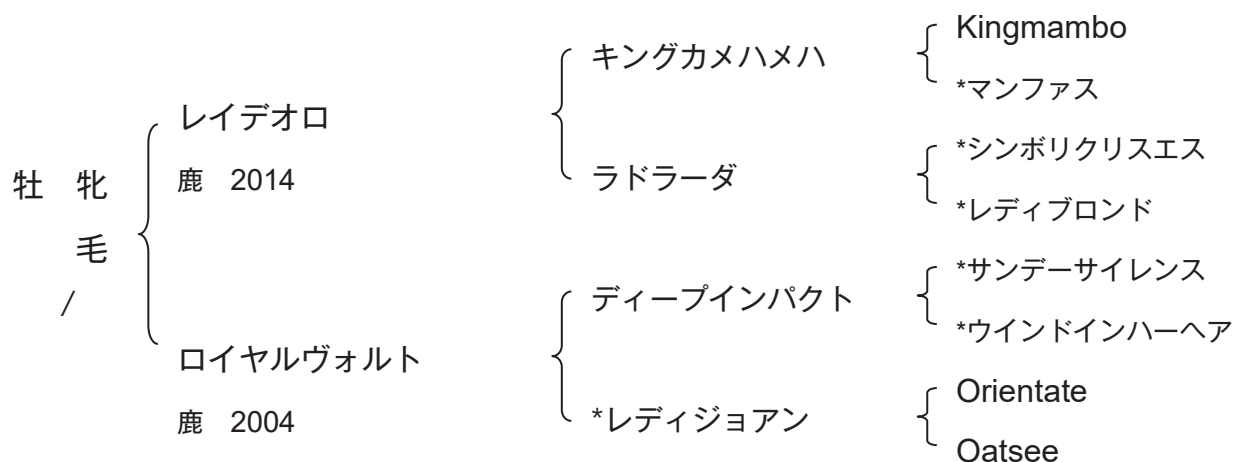 Kingmambo
キングカメハメハ
*マンファス
レイデオロ
鹿 2014
*シンボリクリスエス
ラドラーダ
*レディブロンド
牡 牝
毛
/
*サンデーサイレンス
ディープインパクト
*ウインドインハーヘア
ロイヤルヴォルト
鹿 2004
Orientate
*レディジョアン
Oatsee